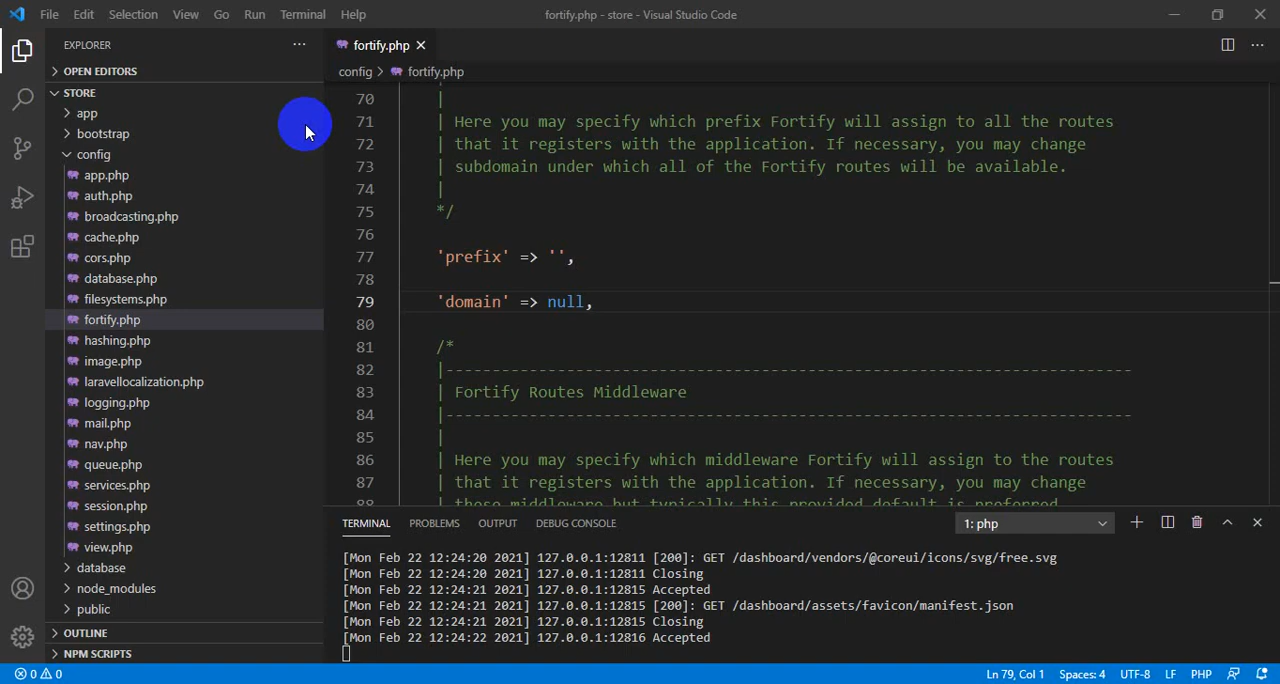 File Edit Selection View Go Run Terminal Help
fortify.php - store - Visual Studio Code
EXPLORER
OPEN EDITORS
STORE
app
bootstrap
config
app.php
auth.php
broadcasting.php
cache.php
cors.php
database.php
filesystems.php
fortify.php
hashing.php
image.php
laravellocalization.php
logging.php
mail.php
nav.php
queue.php
services.php
session.php
settings.php
view.php
database
node_modules
public
OUTLINE
NPM SCRIPTS
fortify.php
config > fortify.php
70 |
71 | Here you may specify which prefix Fortify will assign to all the routes
72 | that it registers with the application. If necessary, you may change
73 | subdomain under which all of the Fortify routes will be available.
74 |
75 */
76
77 'prefix' => '',
78
79 'domain' => null,
80
81 /*
82 |--------------------------------------------------------------------------
83 | Fortify Routes Middleware
84 |--------------------------------------------------------------------------
85 |
86 | Here you may specify which middleware Fortify will assign to the routes
87 | that it registers with the application. If necessary, you may change
88 | these middleware but typically this provided default is preferred.
TERMINAL PROBLEMS OUTPUT DEBUG CONSOLE 1: php
[Mon Feb 22 12:24:20 2021] 127.0.0.1:12811 [200]: GET /dashboard/vendors/@coreui/icons/svg/free.svg
[Mon Feb 22 12:24:20 2021] 127.0.0.1:12811 Closing
[Mon Feb 22 12:24:21 2021] 127.0.0.1:12815 Accepted
[Mon Feb 22 12:24:21 2021] 127.0.0.1:12815 [200]: GET /dashboard/assets/favicon/manifest.json
[Mon Feb 22 12:24:21 2021] 127.0.0.1:12815 Closing
[Mon Feb 22 12:24:22 2021] 127.0.0.1:12816 Accepted
0 0
Ln 79, Col 1 Spaces: 4 UTF-8 LF PHP